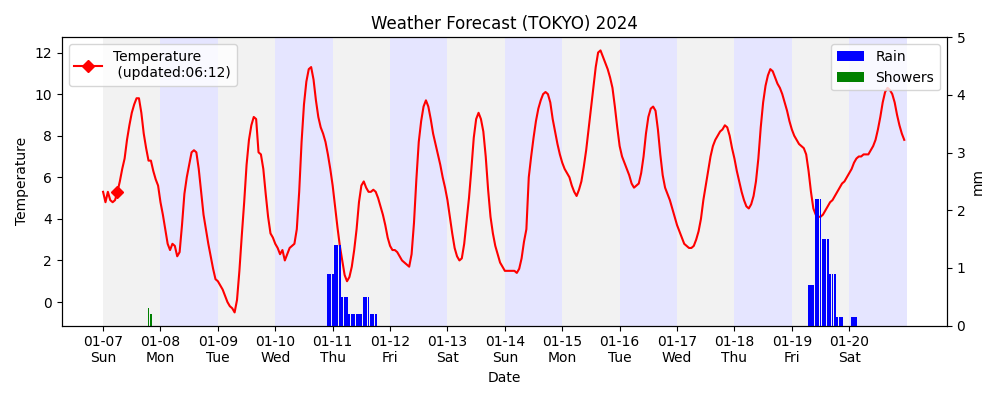 Weather Forecast (TOKYO) 2024
Temperature
(updated:06:12)
Rain
Showers
Temperature
12
10
8
6
4
2
0
5
4
3
2
1
0
mm
01-07 01-08 01-09 01-10 01-11 01-12 01-13 01-14 01-15 01-16 01-17 01-18 01-19 01-20
Sun Mon Tue Wed Thu Fri Sat Sun Mon Tue Wed Thu Fri Sat
Date